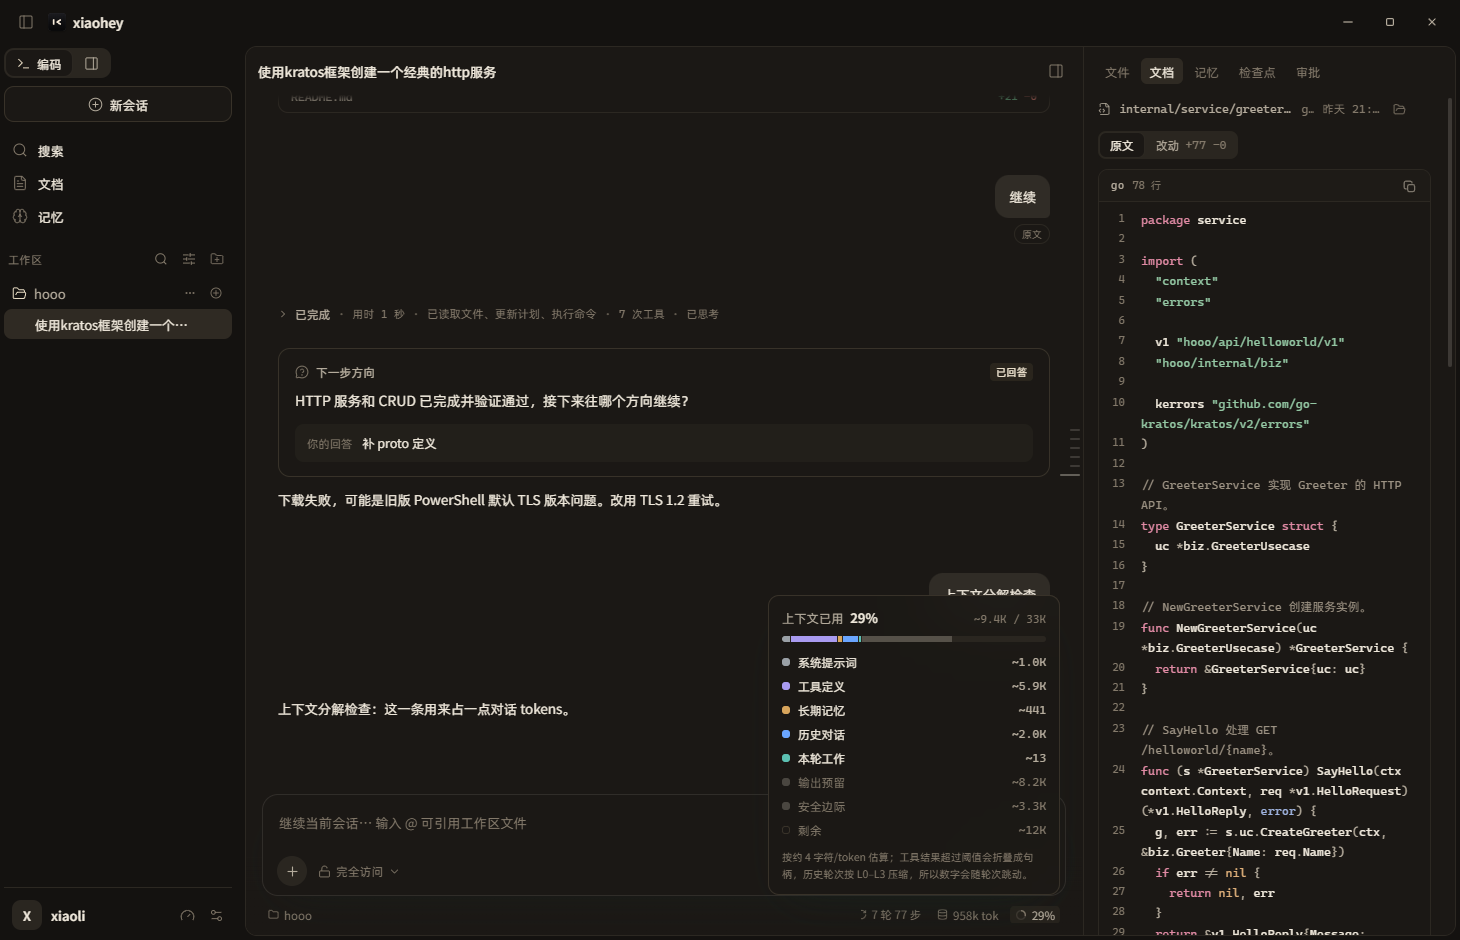 xiaohey
编码
新会话
搜索
文档
记忆
工作区
hooo
使用kratos框架创建一个…
X xiaoli
使用kratos框架创建一个经典的http服务
README.md +21 -0
继续
原文
已完成 · 用时 1 秒 · 已读取文件、更新计划、执行命令 · 7 次工具 · 已思考
下一步方向 已回答
HTTP 服务和 CRUD 已完成并验证通过，接下来往哪个方向继续？
你的回答 补 proto 定义
下载失败，可能是旧版 PowerShell 默认 TLS 版本问题。改用 TLS 1.2 重试。
上下文分解检查
上下文分解检查：这一条用来占一点对话 tokens。
上下文已用 29% ~9.4K / 33K
系统提示词 ~1.0K
工具定义 ~5.9K
长期记忆 ~441
历史对话 ~2.0K
本轮工作 ~13
输出预留 ~8.2K
安全边际 ~3.3K
剩余 ~12K
按约 4 字符/token 估算；工具结果超过阈值会折叠成句
柄，历史轮次按 L0–L3 压缩，所以数字会随轮次跳动。
继续当前会话… 输入 @ 可引用工作区文件
完全访问
hooo
7 轮 77 步 958k tok 29%
文件 文档 记忆 检查点 审批
internal/service/greeter… g… 昨天 21:…
原文 改动 +77 -0
go 78 行
1 package service
2
3 import (
4 "context"
5 "errors"
6
7 v1 "hooo/api/helloworld/v1"
8 "hooo/internal/biz"
9
10 kerrors "github.com/go-
kratos/kratos/v2/errors"
11 )
12
13 // GreeterService 实现 Greeter 的 HTTP
API。
14 type GreeterService struct {
15 uc *biz.GreeterUsecase
16 }
17
18 // NewGreeterService 创建服务实例。
19 func NewGreeterService(uc
*biz.GreeterUsecase) *GreeterService {
20 return &GreeterService{uc: uc}
21 }
22
23 // SayHello 处理 GET
/helloworld/{name}。
24 func (s *GreeterService) SayHello(ctx
context.Context, req *v1.HelloRequest)
(*v1.HelloReply, error) {
25 g, err := s.uc.CreateGreeter(ctx,
&biz.Greeter{Name: req.Name})
26 if err != nil {
27 return nil, err
28 }
29 return &v1.HelloReply{Message: